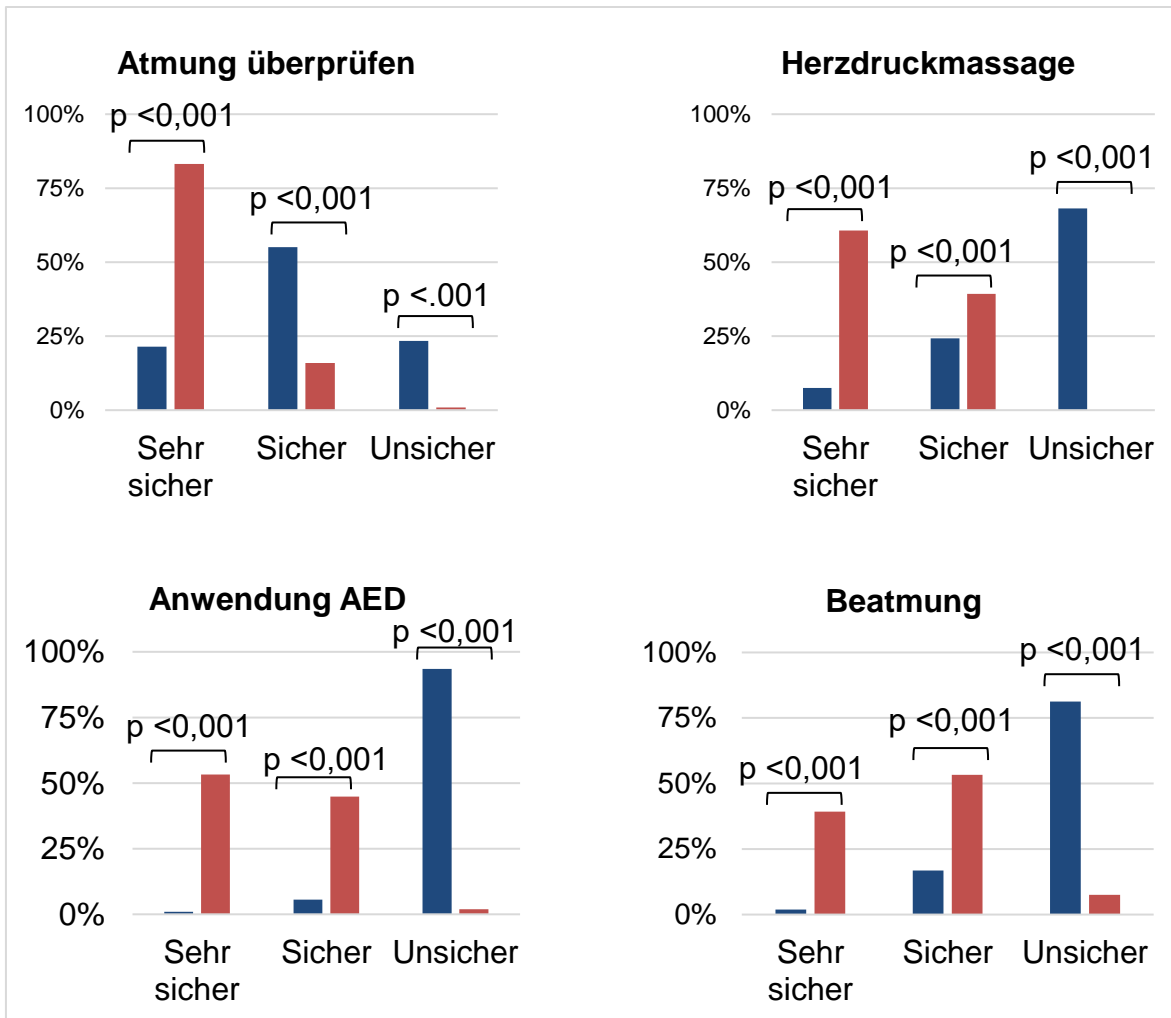 Atmung überprüfen
100%
75%
50%
25%
0%
p <0,001
p <0,001
p <.001
Sehr
sicher
Sicher
Unsicher
Herzdruckmassage
100%
75%
50%
25%
0%
p <0,001
p <0,001
p <0,001
Sehr
sicher
Sicher
Unsicher
Anwendung AED
100%
75%
50%
25%
0%
p <0,001
p <0,001
p <0,001
Sehr
sicher
Sicher
Unsicher
Beatmung
100%
75%
50%
25%
0%
p <0,001
p <0,001
p <0,001
Sehr
sicher
Sicher
Unsicher